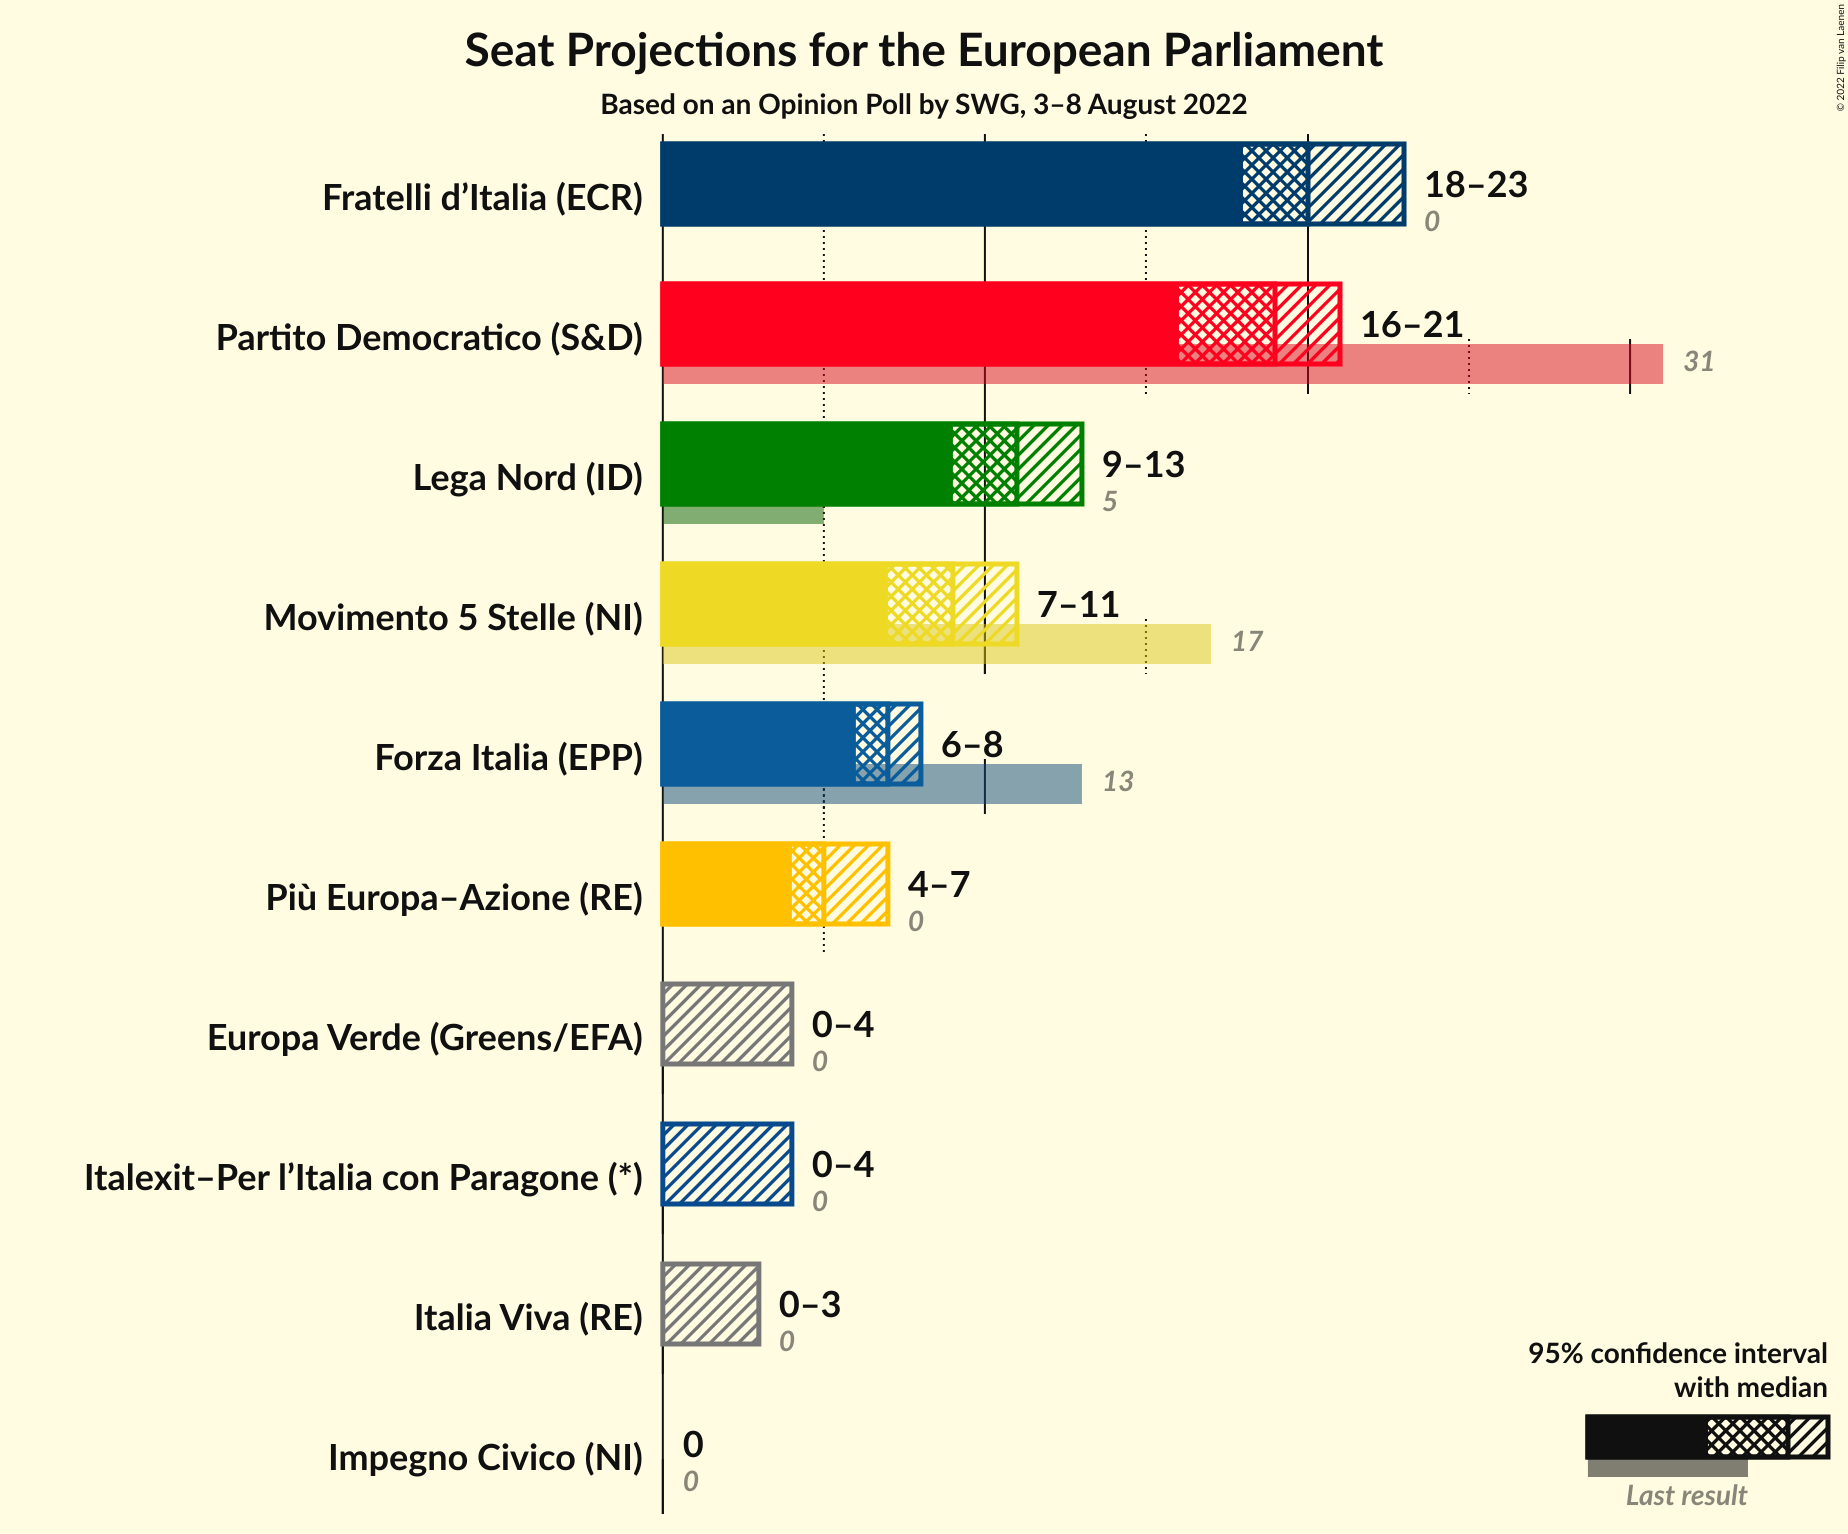 Seat Projections for the European Parliament
Based on an Opinion Poll by SWG, 3–8 August 2022
© 2022 Filip van Laenen
Fratelli d’Italia (ECR)
18–23
0
Partito Democratico (S&D)
16–21
31
Lega Nord (ID)
9–13
5
Movimento 5 Stelle (NI)
7–11
17
Forza Italia (EPP)
6–8
13
Più Europa–Azione (RE)
4–7
0
Europa Verde (Greens/EFA)
0–4
0
Italexit–Per l’Italia con Paragone (*)
0–4
0
Italia Viva (RE)
0–3
0
Impegno Civico (NI)
0
0
95% confidence interval
with median
Last result